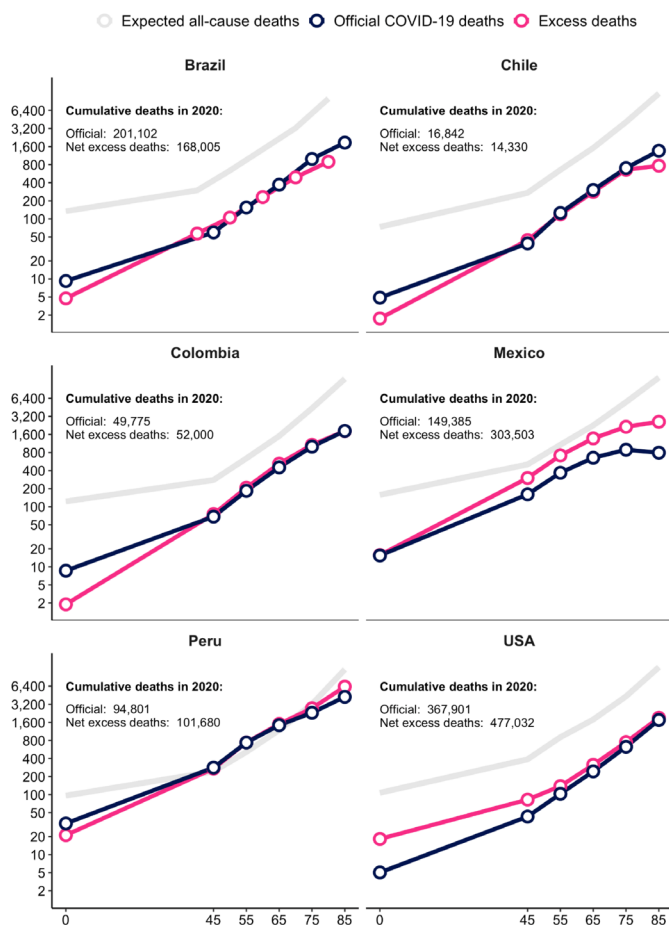 Expected all-cause deaths Official COVID-19 deaths Excess deaths
Brazil Chile
Cumulative deaths in 2020: Cumulative deaths in 2020:
Official: 201,102 Official: 16,842
Net excess deaths: 168,005 Net excess deaths: 14,330
6,400
3,200
1,600
800
400
200
100
50
20
10
5
2
Colombia Mexico
Cumulative deaths in 2020: Cumulative deaths in 2020:
Official: 49,775 Official: 149,385
Net excess deaths: 52,000 Net excess deaths: 303,503
6,400
3,200
1,600
800
400
200
100
50
20
10
5
2
Peru USA
Cumulative deaths in 2020: Cumulative deaths in 2020:
Official: 94,801 Official: 367,901
Net excess deaths: 101,680 Net excess deaths: 477,032
6,400
3,200
1,600
800
400
200
100
50
20
10
5
2
0 45 55 65 75 85 0 45 55 65 75 85